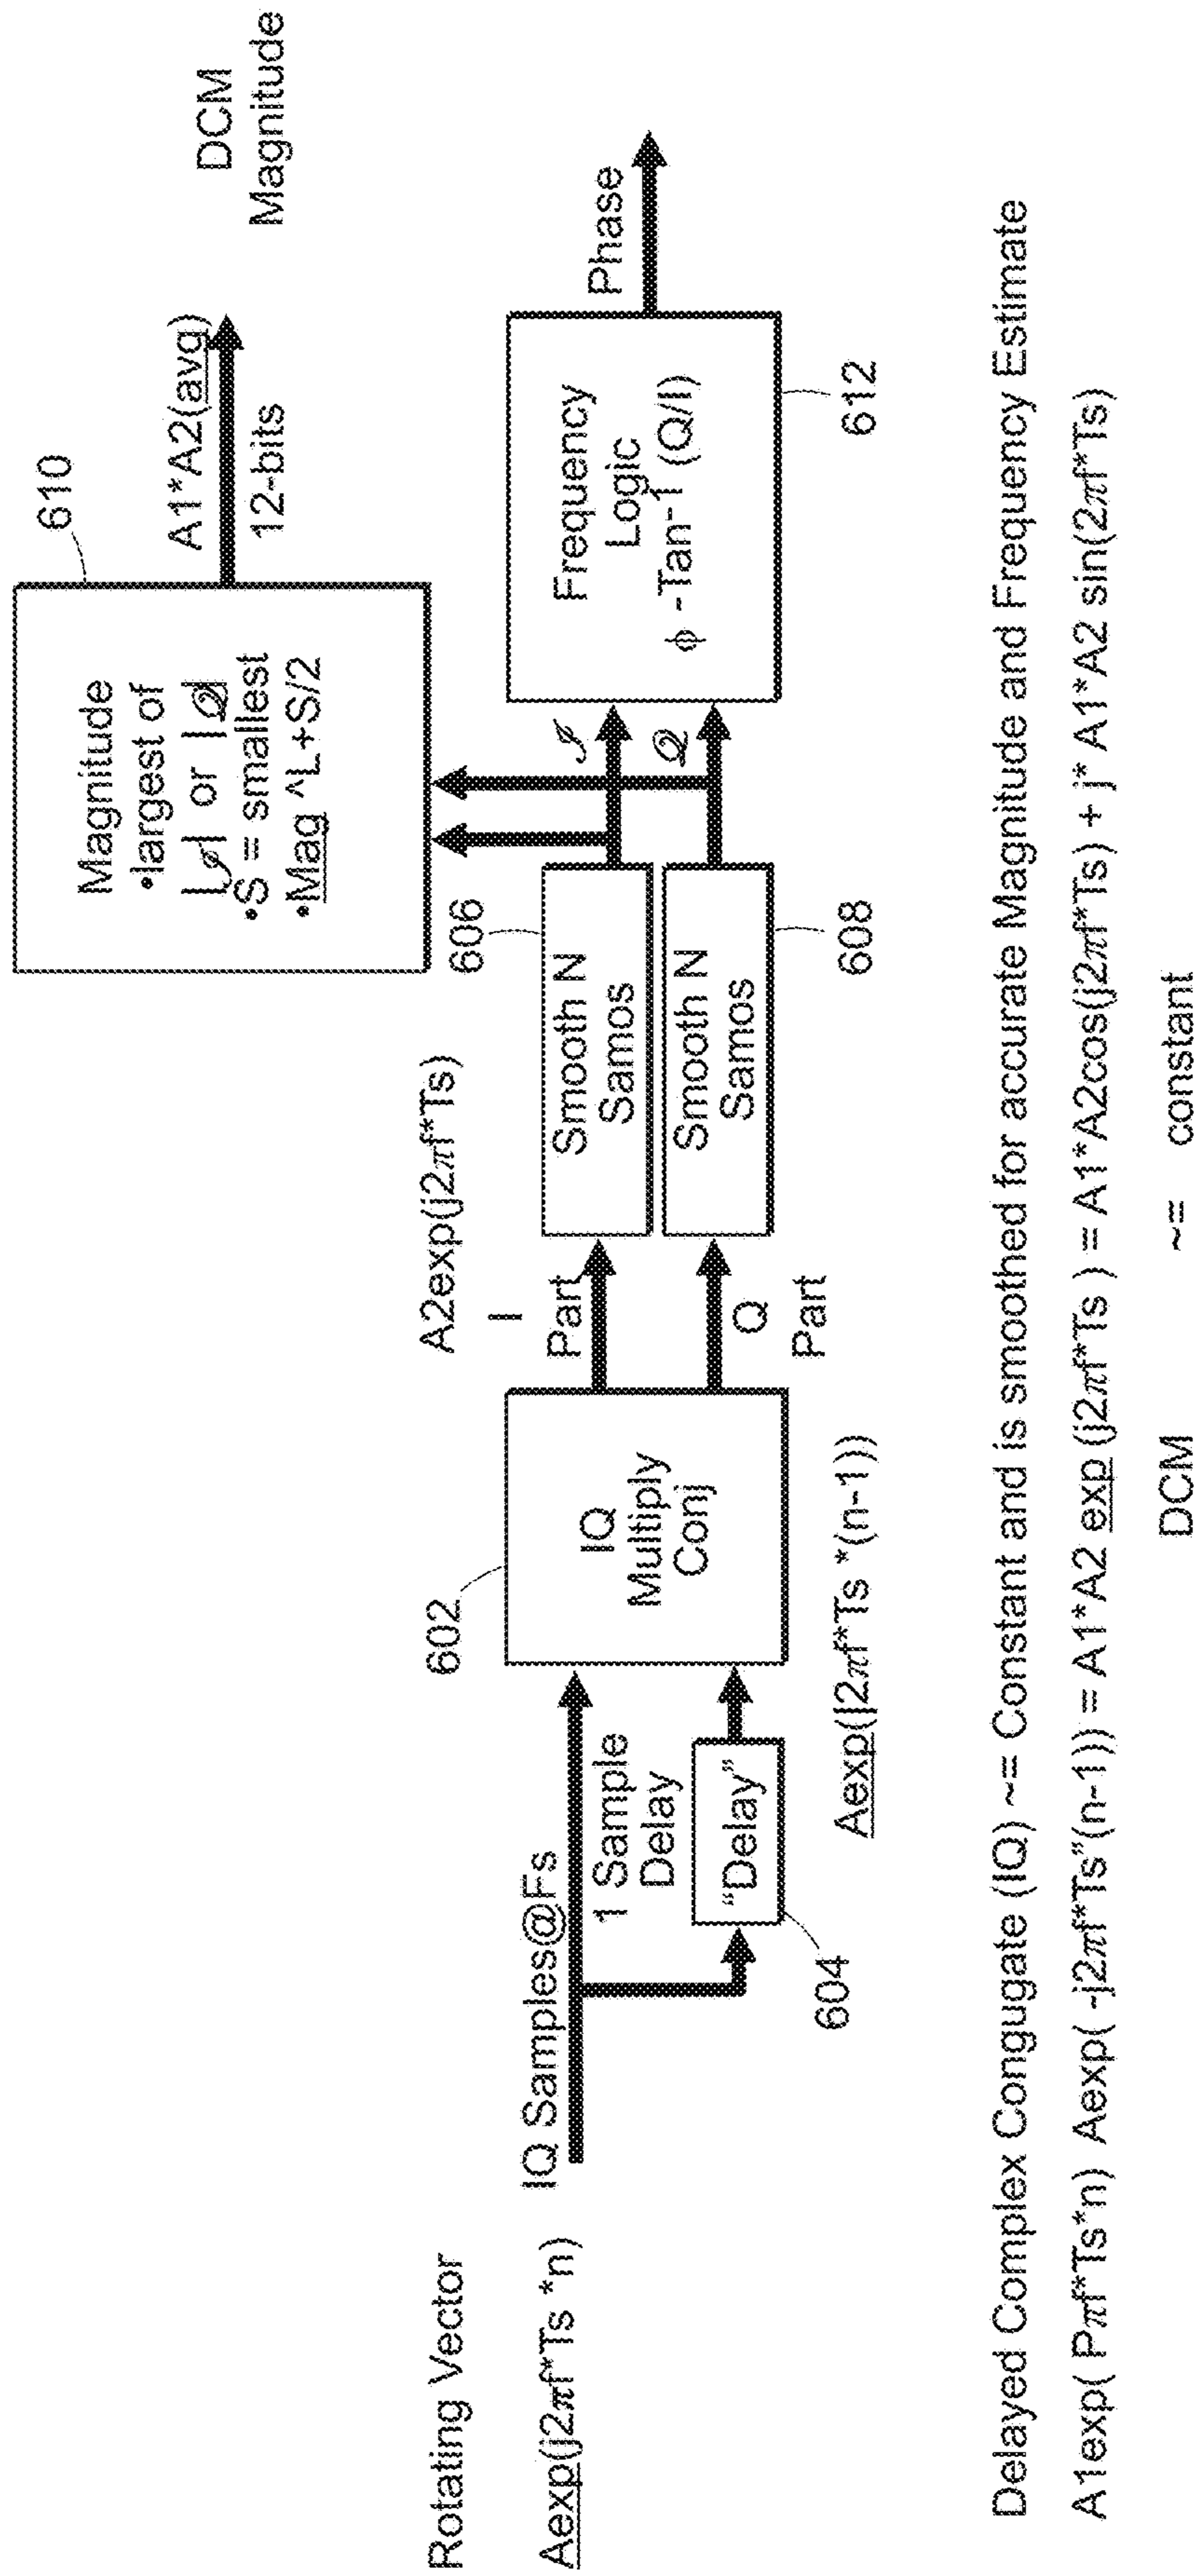 Rotating Vector
Aexp(j2πf*Ts *n)
IQ Samples@Fs
1 Sample
Delay
"Delay"
604
602
IQ
Multiply
Conj
Aexp(j2πf*Ts *(n-1))
A2exp(j2πf*Ts)
I
Part
Q
Part
606
Smooth N
Samos
Smooth N
Samos
608
610
Magnitude
•largest of
|ℐ| or |𝒬|
•S = smallest
•Mag ^L+S/2
A1*A2(avg)
12-bits
DCM
Magnitude
ℐ
𝒬
Frequency
Logic
ϕ -Tan⁻¹ (Q/I)
612
Phase
Delayed Complex Congugate (IQ) ~= Constant and is smoothed for accurate Magnitude and Frequency Estimate
A1exp( Pπf*Ts*n) Aexp( -j2πf*Ts"(n-1)) = A1*A2 exp (j2πf*Ts ) = A1*A2cos(j2πf*Ts) + j* A1*A2 sin(2πf*Ts)
DCM ~= constant